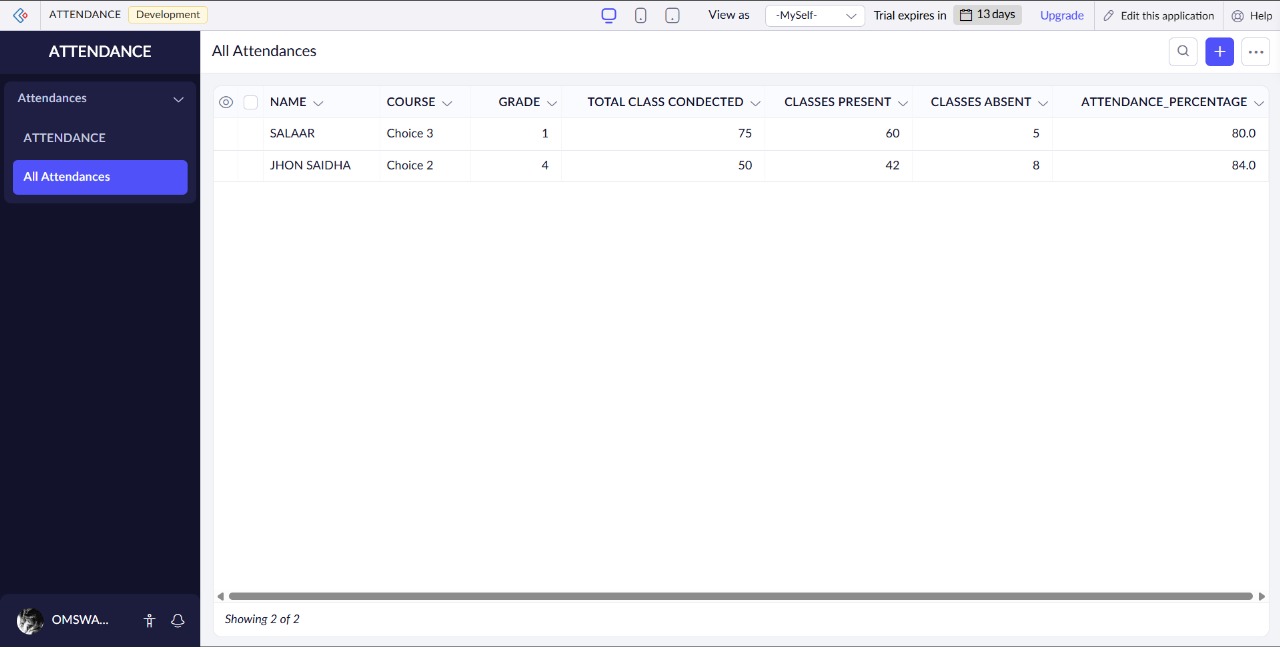 ATTENDANCE Development View as -MySelf- Trial expires in 13 days Upgrade Edit this application Help
ATTENDANCE
All Attendances
Attendances
ATTENDANCE
All Attendances
NAME COURSE GRADE TOTAL CLASS CONDECTED CLASSES PRESENT CLASSES ABSENT ATTENDANCE_PERCENTAGE
SALAAR Choice 3 1 75 60 5 80.0
JHON SAIDHA Choice 2 4 50 42 8 84.0
Showing 2 of 2
OMSWA...